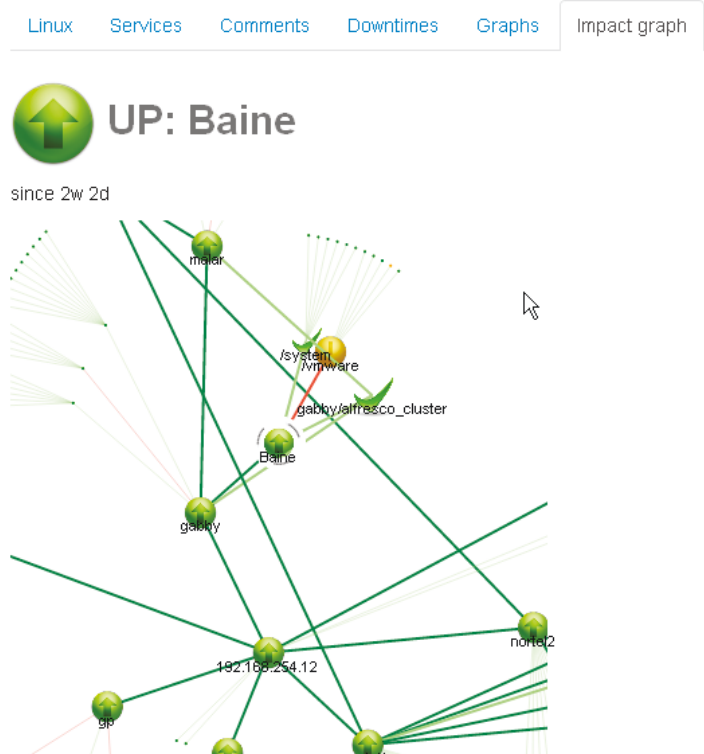 Linux Services Comments Downtimes Graphs Impact graph
UP: Baine
since 2w 2d
malar
/system
/vmware
gabby/alfresco_cluster
Baine
gabby
nortel2
192.168.254.12
gp